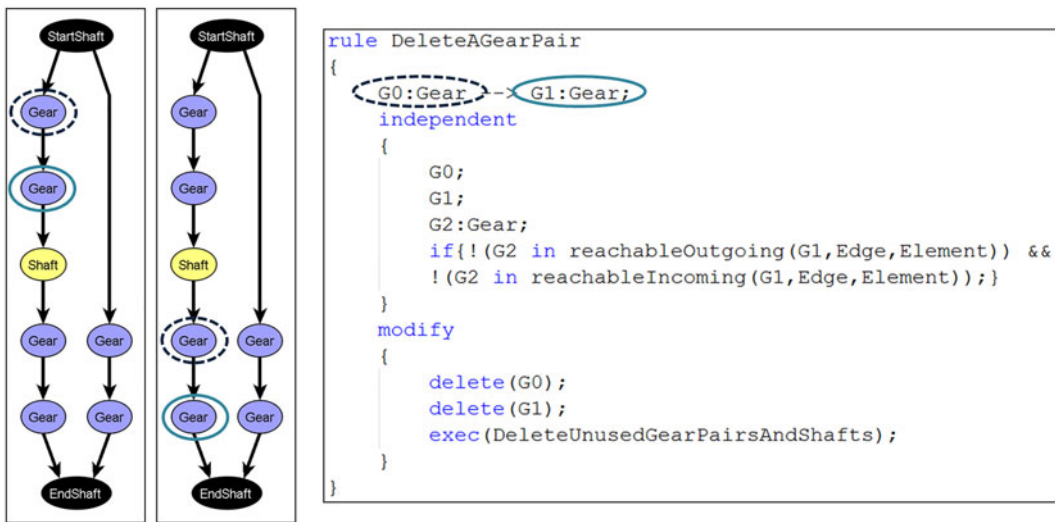 StartShaft
Gear
Gear
Shaft
Gear Gear
Gear Gear
EndShaft
StartShaft
Gear
Gear
Shaft
Gear Gear
Gear Gear
EndShaft
rule DeleteAGearPair
{
G0:Gear --> G1:Gear;
independent
{
G0;
G1;
G2:Gear;
if{!(G2 in reachableOutgoing(G1,Edge,Element)) &&
!(G2 in reachableIncoming(G1,Edge,Element));}
}
modify
{
delete(G0);
delete(G1);
exec(DeleteUnusedGearPairsAndShafts);
}
}